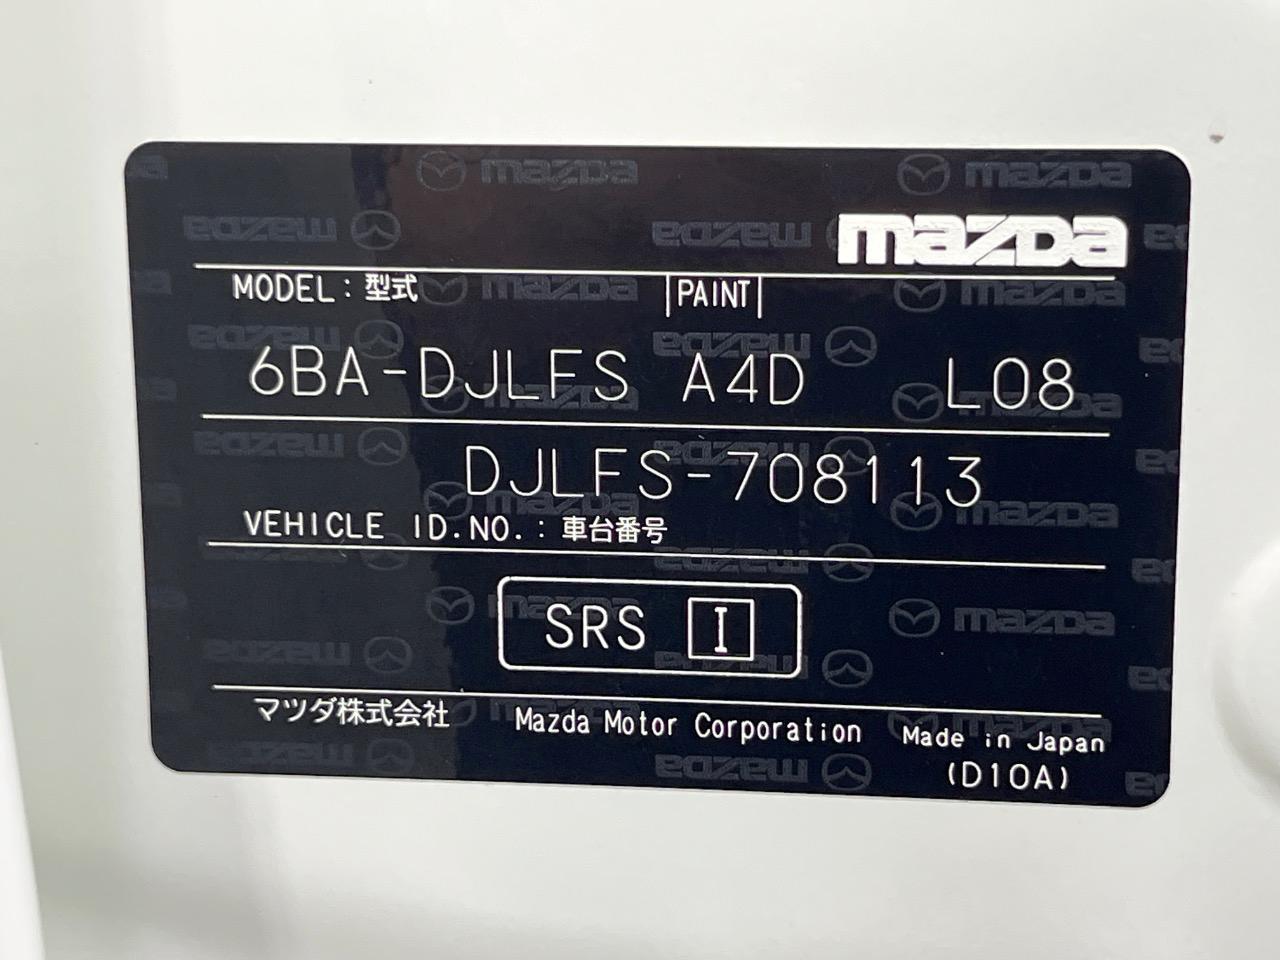 mazda
MODEL : 型式 PAINT
6BA-DJLFS A4D L08
DJLFS-708113
VEHICLE ID.NO. : 車台番号
SRS I
マツダ株式会社 Mazda Motor Corporation Made in Japan
(D10A)